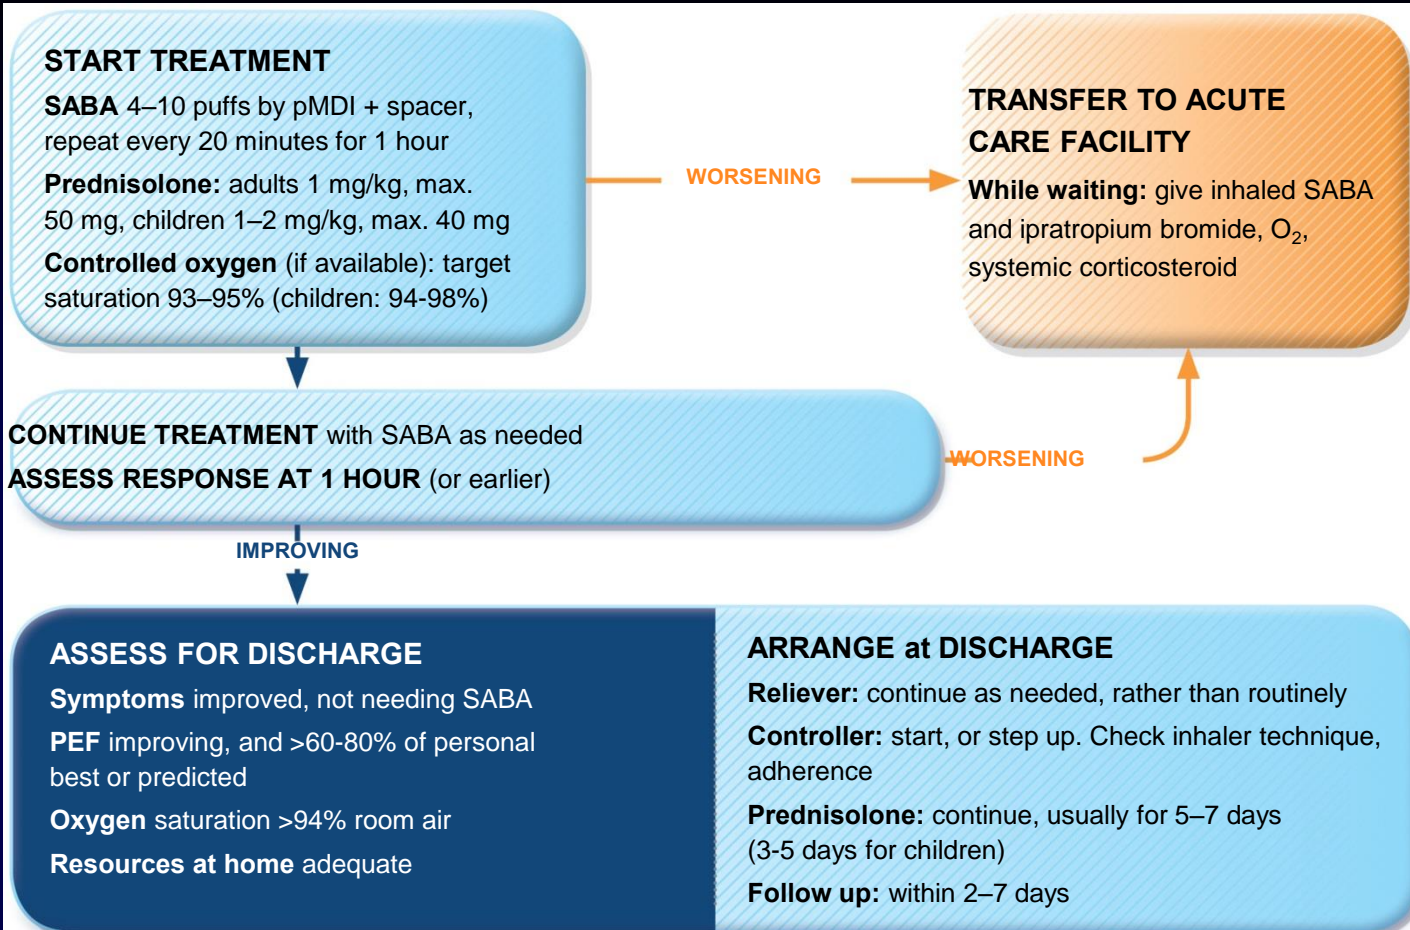 START TREATMENT
SABA 4–10 puffs by pMDI + spacer,
repeat every 20 minutes for 1 hour
Prednisolone: adults 1 mg/kg, max.
50 mg, children 1–2 mg/kg, max. 40 mg
Controlled oxygen (if available): target
saturation 93–95% (children: 94-98%)
WORSENING
TRANSFER TO ACUTE
CARE FACILITY
While waiting: give inhaled SABA
and ipratropium bromide, O₂,
systemic corticosteroid
CONTINUE TREATMENT with SABA as needed
ASSESS RESPONSE AT 1 HOUR (or earlier)
WORSENING
IMPROVING
ASSESS FOR DISCHARGE
Symptoms improved, not needing SABA
PEF improving, and >60-80% of personal
best or predicted
Oxygen saturation >94% room air
Resources at home adequate
ARRANGE at DISCHARGE
Reliever: continue as needed, rather than routinely
Controller: start, or step up. Check inhaler technique,
adherence
Prednisolone: continue, usually for 5–7 days
(3-5 days for children)
Follow up: within 2–7 days